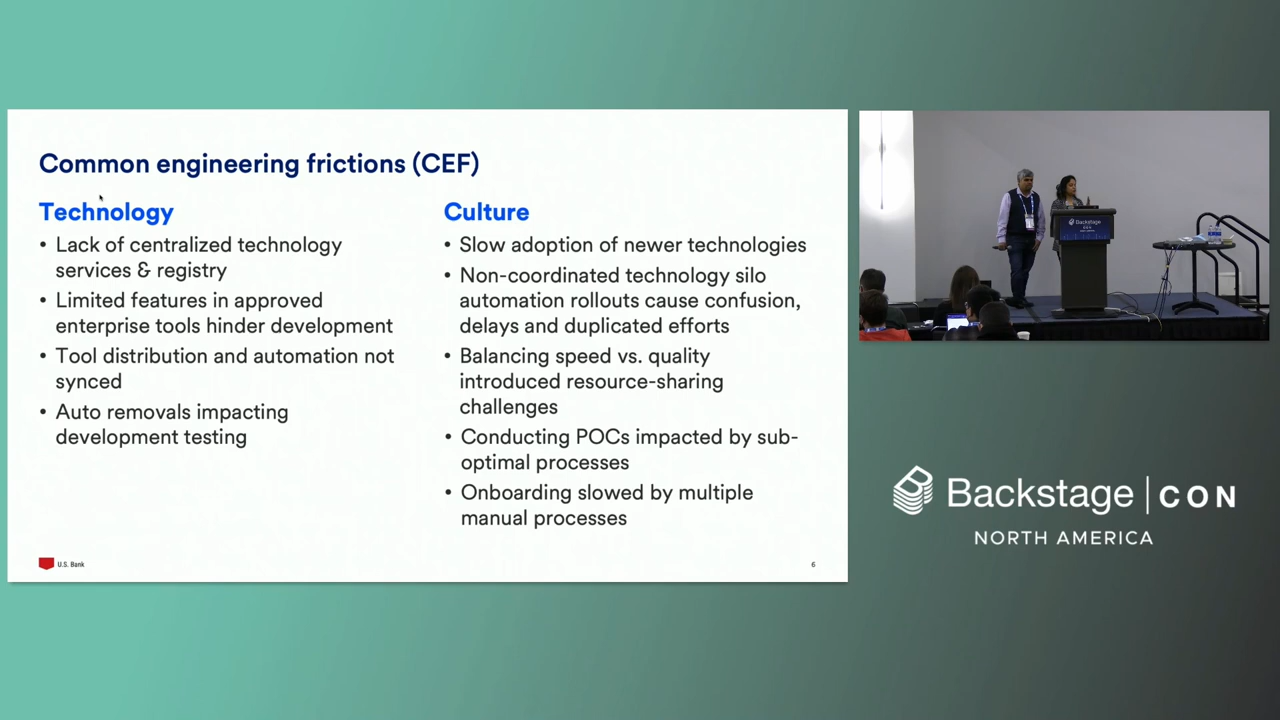 Common engineering frictions (CEF)
Technology
• Lack of centralized technology
services & registry
• Limited features in approved
enterprise tools hinder development
• Tool distribution and automation not
synced
• Auto removals impacting
development testing
Culture
• Slow adoption of newer technologies
• Non-coordinated technology silo
automation rollouts cause confusion,
delays and duplicated efforts
• Balancing speed vs. quality
introduced resource-sharing
challenges
• Conducting POCs impacted by sub-
optimal processes
• Onboarding slowed by multiple
manual processes
U.S. Bank
6
Backstage
CON
Backstage | CON
NORTH AMERICA